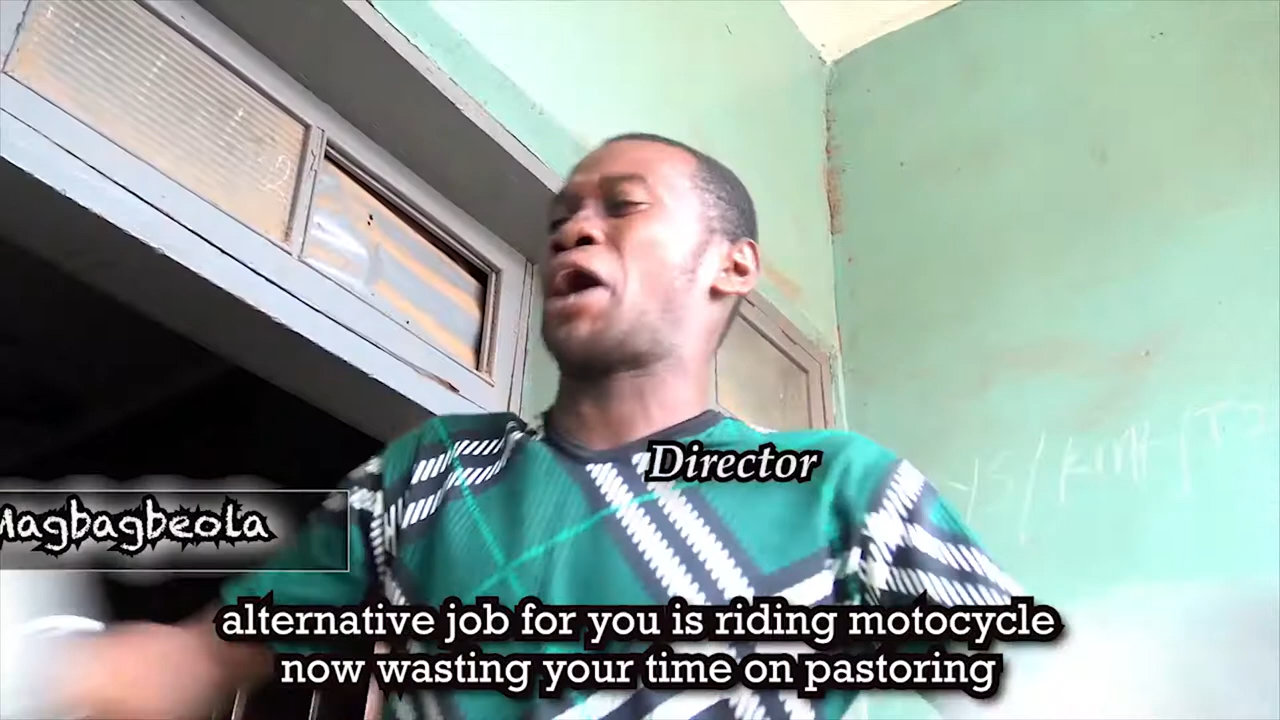 Director
Magbagbeola
alternative job for you is riding motocycle
now wasting your time on pastoring